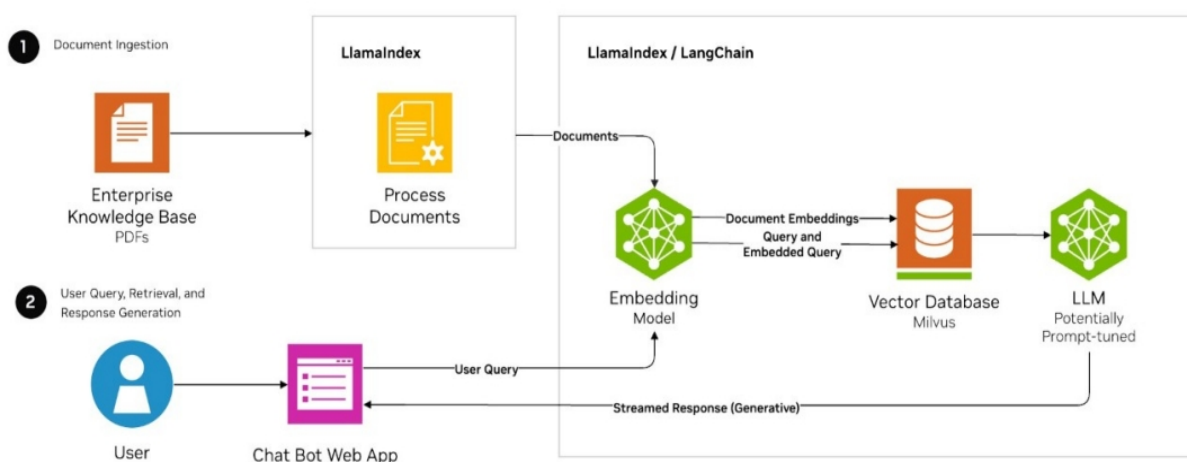 1 Document Ingestion
LlamaIndex
LlamaIndex / LangChain
Enterprise
Knowledge Base
PDFs
Process
Documents
Documents
Document Embeddings
Query and
Embedded Query
Embedding
Model
Vector Database
Milvus
LLM
Potentially
Prompt-tuned
2 User Query, Retrieval, and
Response Generation
User Query
Streamed Response (Generative)
User
Chat Bot Web App